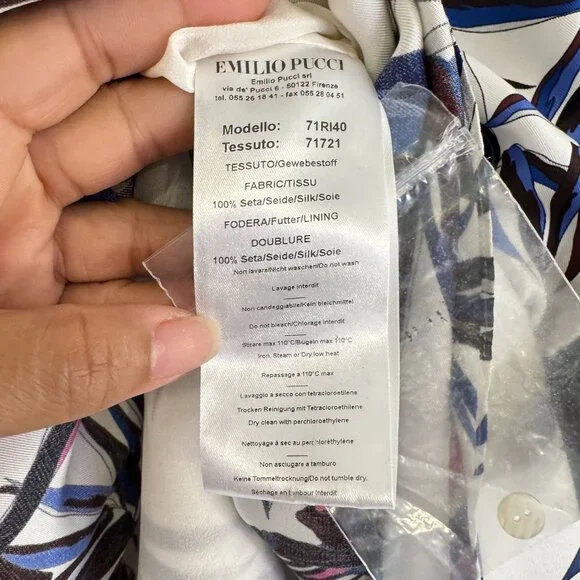 EMILIO PUCCI
Emilio Pucci srl
via de' Pucci 6 - 50122 Firenze
tel. 055 26 18 41 - fax 055 28 04 51
Modello: 71RI40
Tessuto: 71721
TESSUTO/Gewebestoff
FABRIC/TISSU
100% Seta/Seide/Silk/Soie
FODERA/Futter/LINING
DOUBLURE
100% Seta/Seide/Silk/Soie
Non lavare/Nicht waschen/Do not wash
Lavage interdit
Non candeggiabile/Kein bleichmittel
Do not bleach/Chlorage interdit
Stirare max 110°C/Bügeln max 110°C
Iron. Steam or Dry low heat
Repassage a 110°C max
Lavaggio a secco con tetracloroetilene
Trocken Reinigung mit Tetracloroethilene
Dry clean with perchloroethylene
Nettoyage à sec au perchloréthylène
Non asciugare a tamburo
Keine Tommeltrocknung/Do not tumble dry.
Séchage en tambour interdit